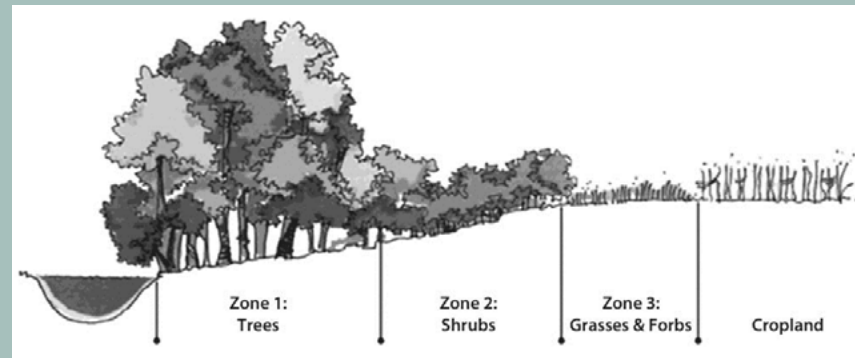 Zone 1:
Trees
Zone 2:
Shrubs
Zone 3:
Grasses & Forbs
Cropland